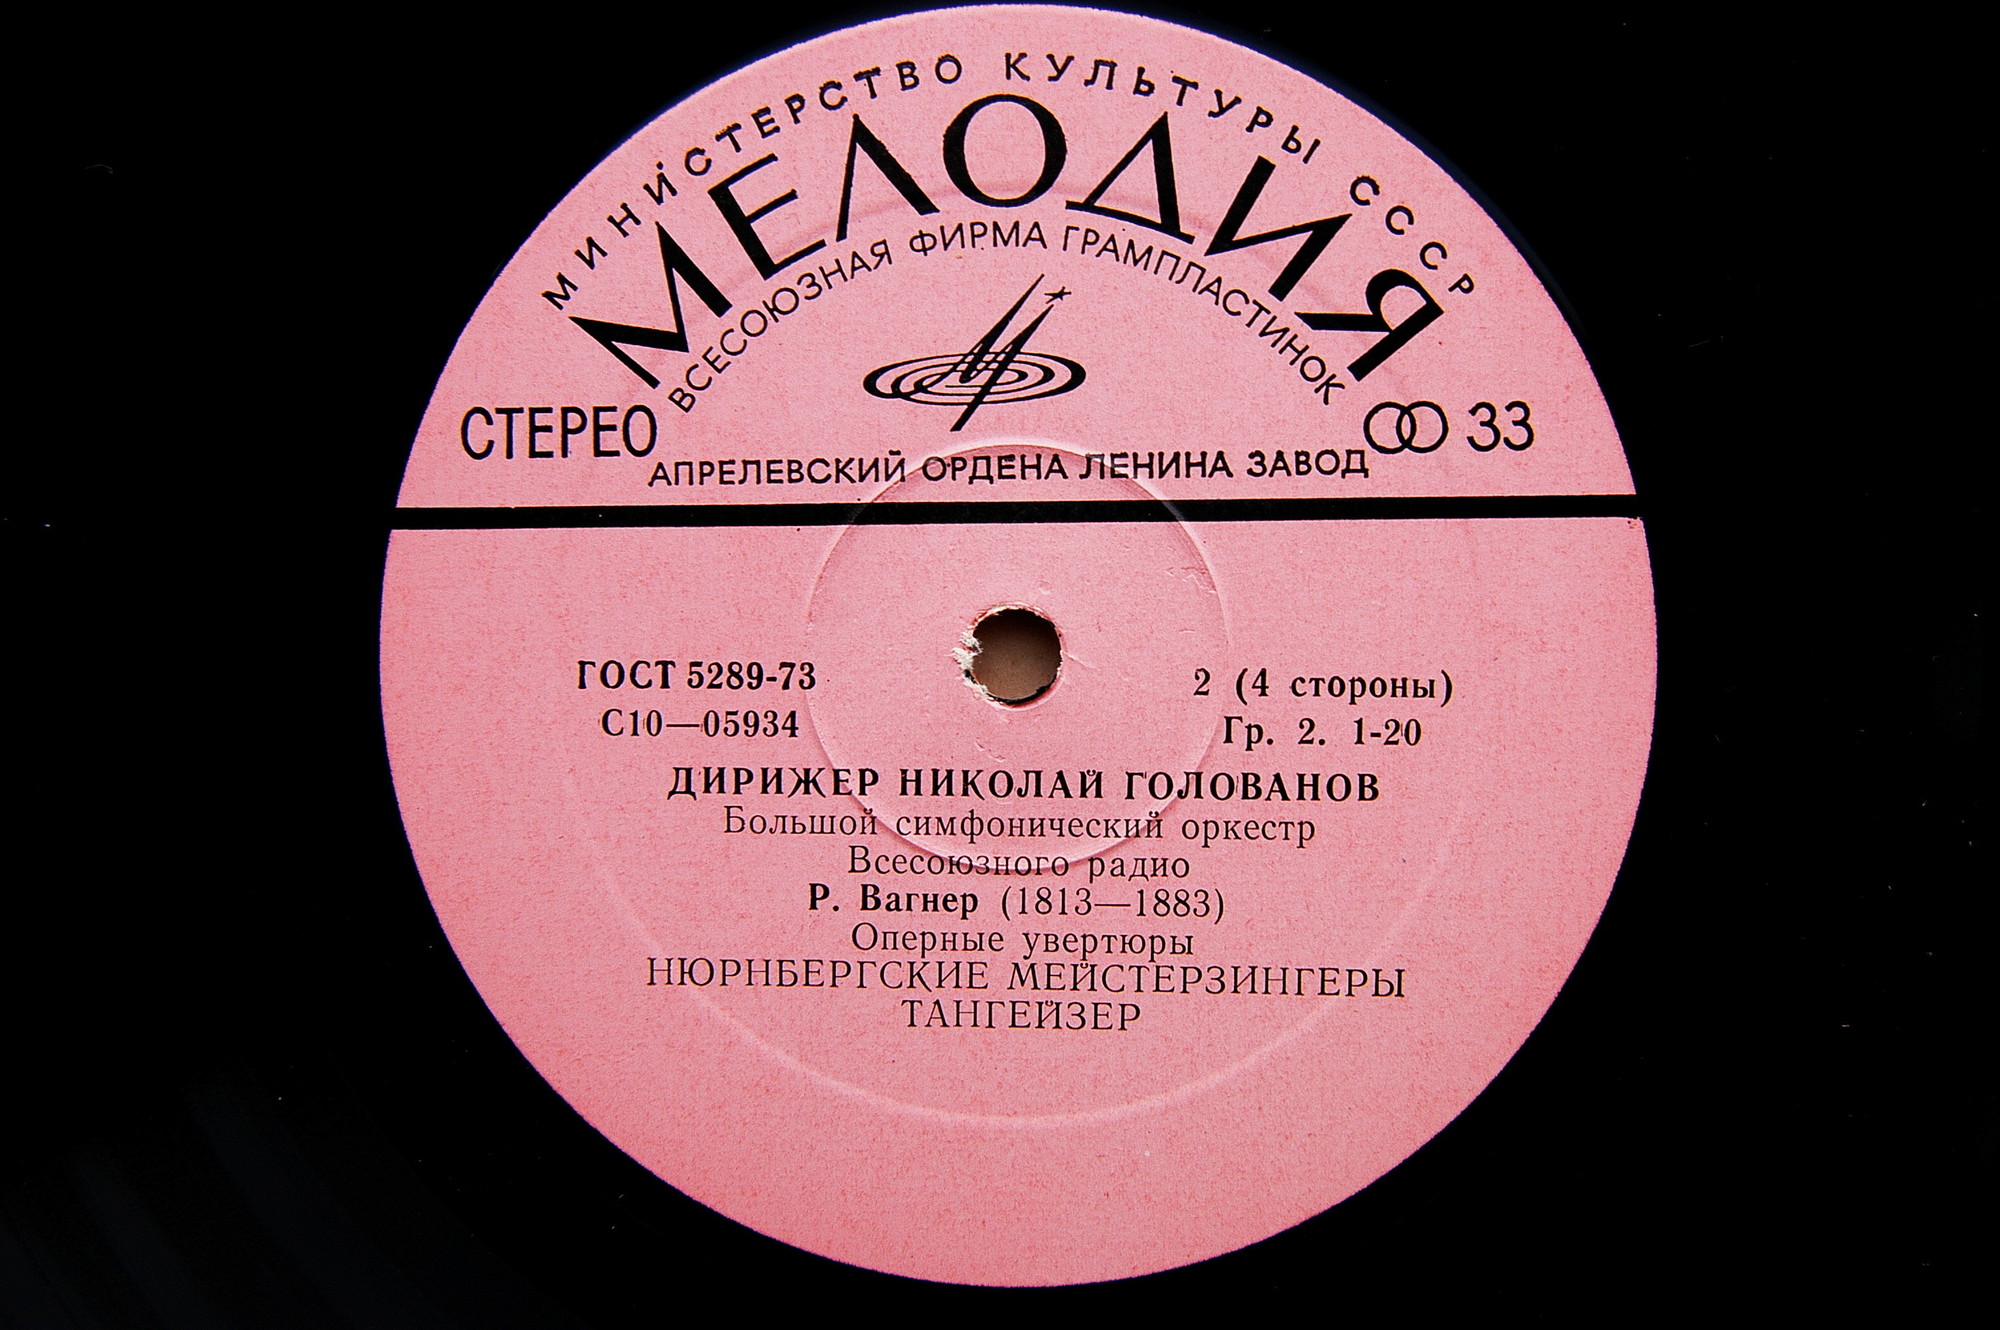 МИНИСТЕРСТВО КУЛЬТУРЫ СССР
МЕЛОДИЯ
ВСЕСОЮЗНАЯ ФИРМА ГРАМПЛАСТИНОК
СТЕРЕО 33
АПРЕЛЕВСКИЙ ОРДЕНА ЛЕНИНА ЗАВОД
ГОСТ 5289-73 2 (4 стороны)
С10—05934 Гр. 2. 1-20
ДИРИЖЕР НИКОЛАЙ ГОЛОВАНОВ
Большой симфонический оркестр
Всесоюзного радио
Р. Вагнер (1813—1883)
Оперные увертюры
НЮРНБЕРГСКИЕ МЕЙСТЕРЗИНГЕРЫ
ТАНГЕЙЗЕР